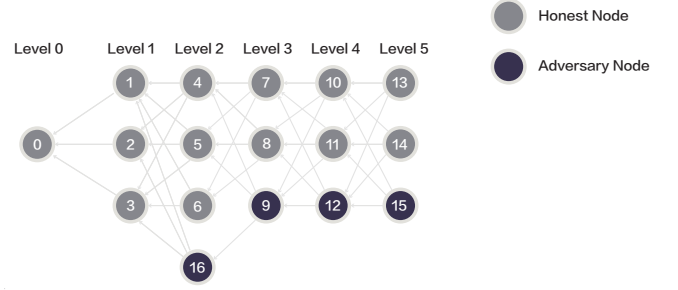 Honest Node
Level 0 Level 1 Level 2 Level 3 Level 4 Level 5
Adversary Node
1 4 7 10 13
0 2 5 8 11 14
3 6 9 12 15
16